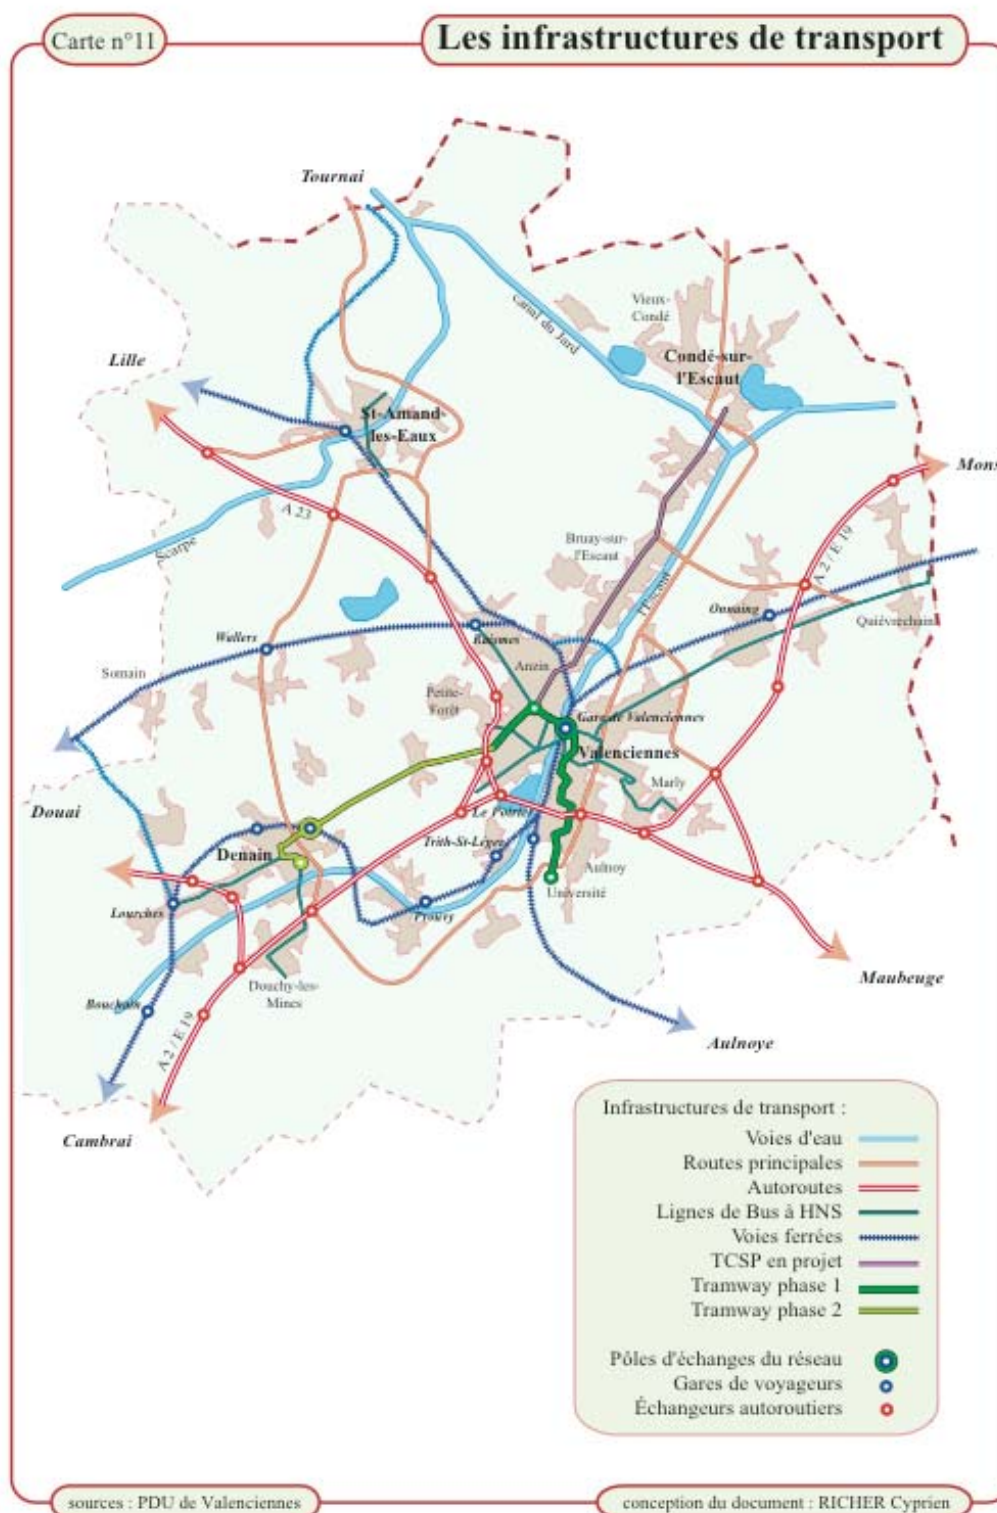 Carte n°11
Les infrastructures de transport
Tournai
Vieux-
Condé
Canal du Jard
Condé-sur-
l'Escaut
Lille
St-Amand-
les-Eaux
Mons
A 23
Scarpe
Bruay-sur-
l'Escaut
A 2 / E 19
l'Escaut
Onnaing
Quiévrechain
Wallers
Raismes
Anzin
Somain
Petite-
Forêt
Gare de Valenciennes
Valenciennes
Marly
Douai
Le Poirier
Trith-St-Léger
Denain
Aulnoy
Université
Lourches
Prouvy
Douchy-les-
Mines
Bouchain
A 2 / E 19
Maubeuge
Aulnoye
Cambrai
Infrastructures de transport :
Voies d'eau
Routes principales
Autoroutes
Lignes de Bus à HNS
Voies ferrées
TCSP en projet
Tramway phase 1
Tramway phase 2
Pôles d'échanges du réseau
Gares de voyageurs
Échangeurs autoroutiers
sources : PDU de Valenciennes
conception du document : RICHER Cyprien